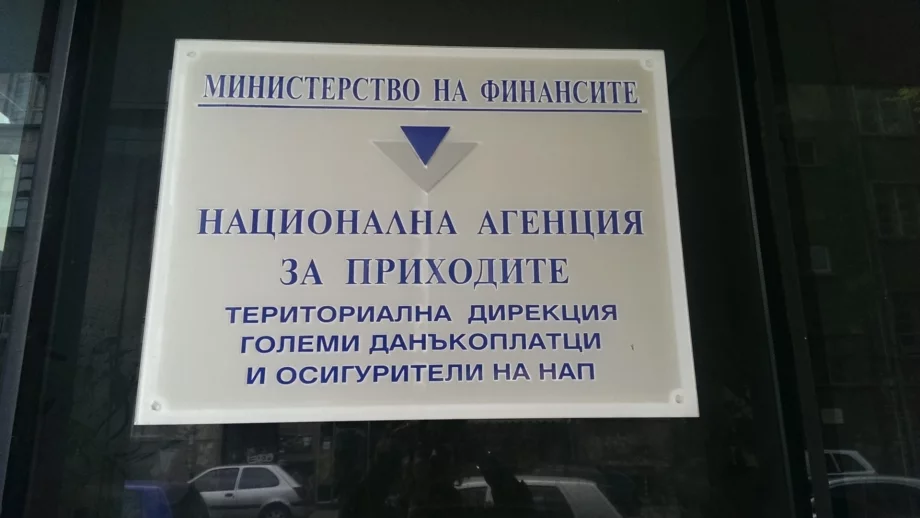 МИНИСТЕРСТВО НА ФИНАНСИТЕ
НАЦИОНАЛНА АГЕНЦИЯ
ЗА ПРИХОДИТЕ
ТЕРИТОРИАЛНА ДИРЕКЦИЯ
ГОЛЕМИ ДАНЪКОПЛАТЦИ
И ОСИГУРИТЕЛИ НА НАП